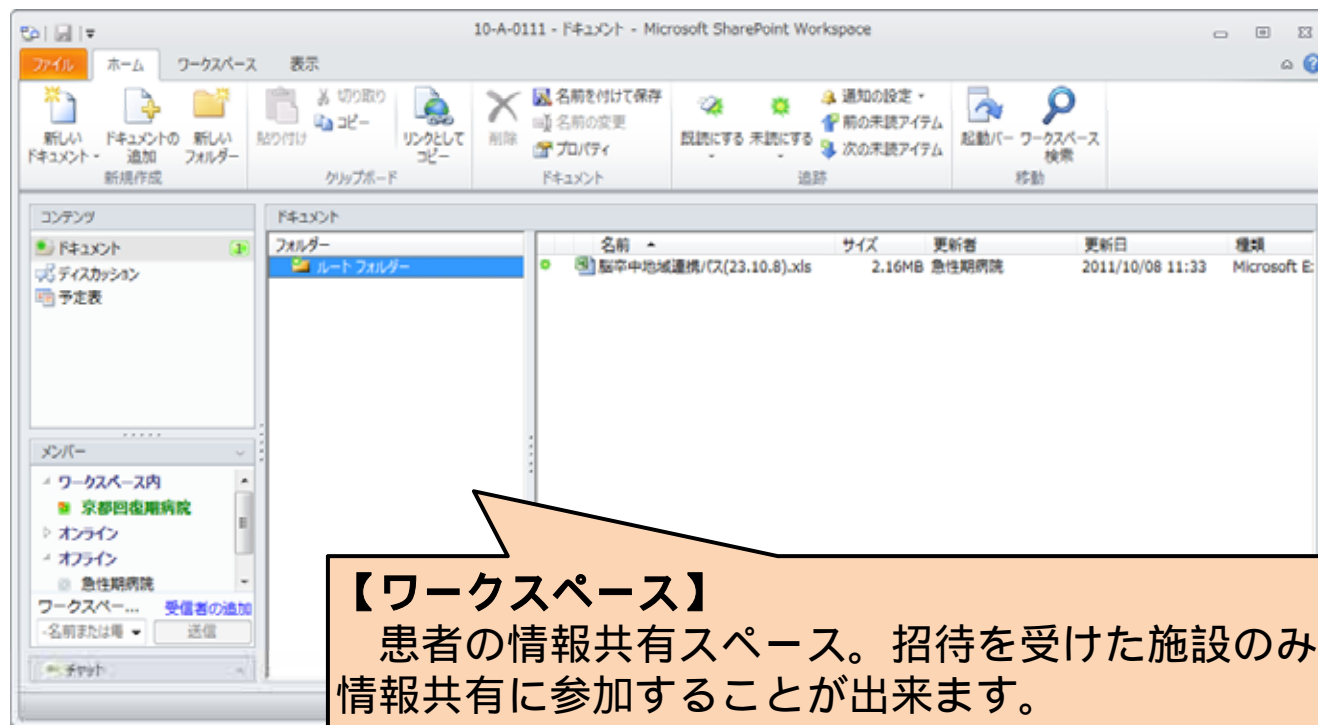 10-A-0111 - ドキュメント - Microsoft SharePoint Workspace
ファイル ホーム ワークスペース 表示
新しい ドキュメント
ドキュメントの 追加
新しい フォルダー
新規作成
貼り付け
切り取り
コピー
リンクとして コピー
クリップボード
削除
名前を付けて保存
名前の変更
プロパティ
ドキュメント
既読にする 未読にする
通知の設定
前の未読アイテム
次の未読アイテム
追跡
起動バー ワークスペース 検索
移動
コンテンツ
ドキュメント
ディスカッション
予定表
ドキュメント
フォルダー
ルート フォルダー
名前 サイズ 更新者 更新日 種類
脳卒中地域連携パス(23.10.8).xls 2.16MB 急性期病院 2011/10/08 11:33 Microsoft E:
メンバー
ワークスペース内
京都回復期病院
オンライン
オフライン
急性期病院
ワークスペー... 受信者の追加
送信
チャット
【ワークスペース】
患者の情報共有スペース。招待を受けた施設のみ
情報共有に参加することが出来ます。